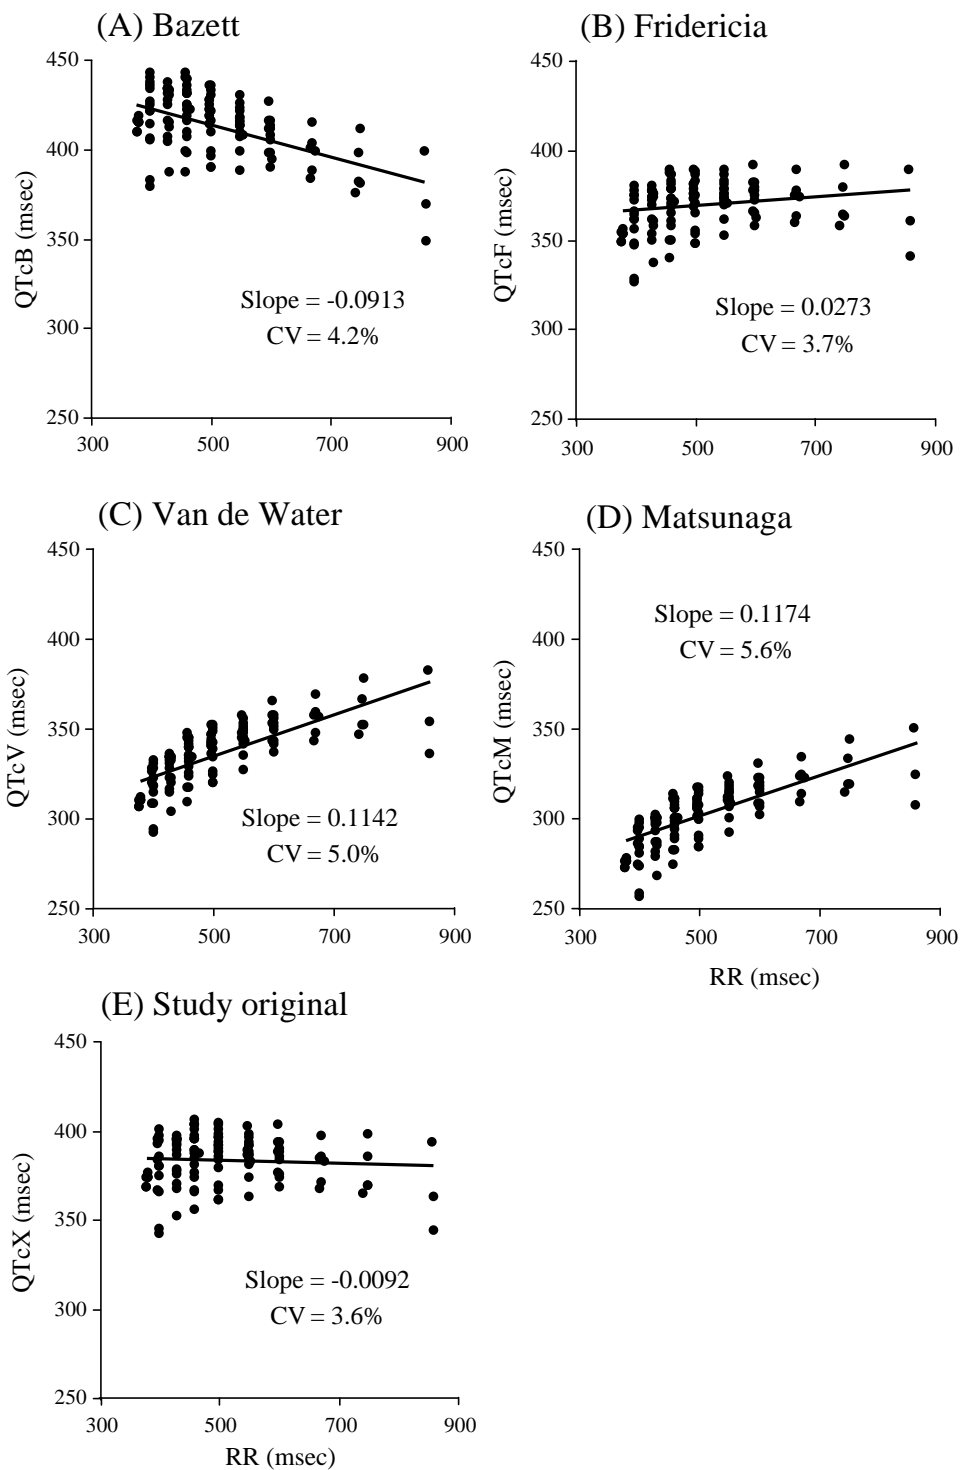 (A) Bazett
450
400
350
300
250
QTcB (msec)
Slope = -0.0913
CV = 4.2%
300 500 700 900
(B) Fridericia
450
400
350
300
250
QTcF (msec)
Slope = 0.0273
CV = 3.7%
300 500 700 900
(C) Van de Water
450
400
350
300
250
QTcV (msec)
Slope = 0.1142
CV = 5.0%
300 500 700 900
(D) Matsunaga
450
400
350
300
250
QTcM (msec)
Slope = 0.1174
CV = 5.6%
300 500 700 900
RR (msec)
(E) Study original
450
400
350
300
250
QTcX (msec)
Slope = -0.0092
CV = 3.6%
300 500 700 900
RR (msec)